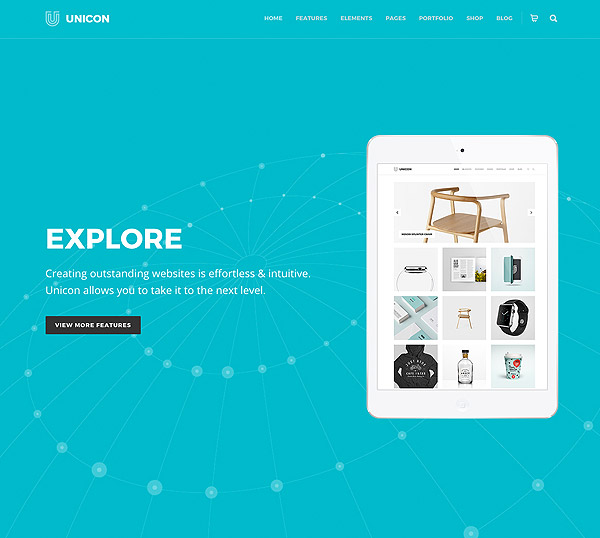 UNICON
HOME FEATURES ELEMENTS PAGES PORTFOLIO SHOP BLOG
EXPLORE
Creating outstanding websites is effortless & intuitive.
Unicon allows you to take it to the next level.
VIEW MORE FEATURES
UNICON